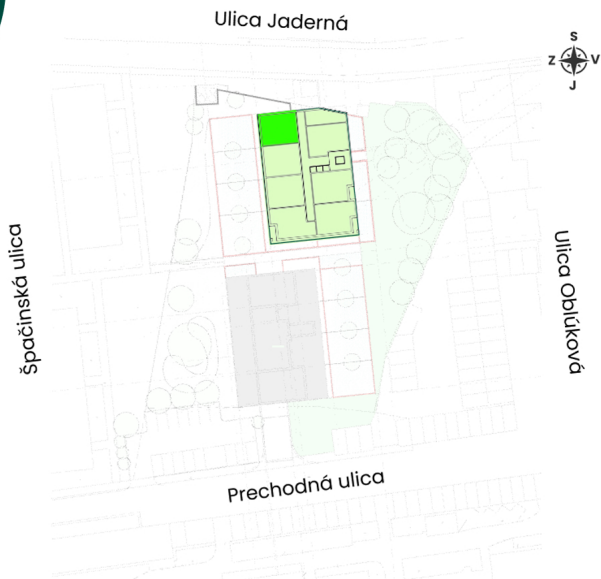 Ulica Jaderná
S
Z
V
J
Špačinská ulica
Ulica Oblúková
Prechodná ulica